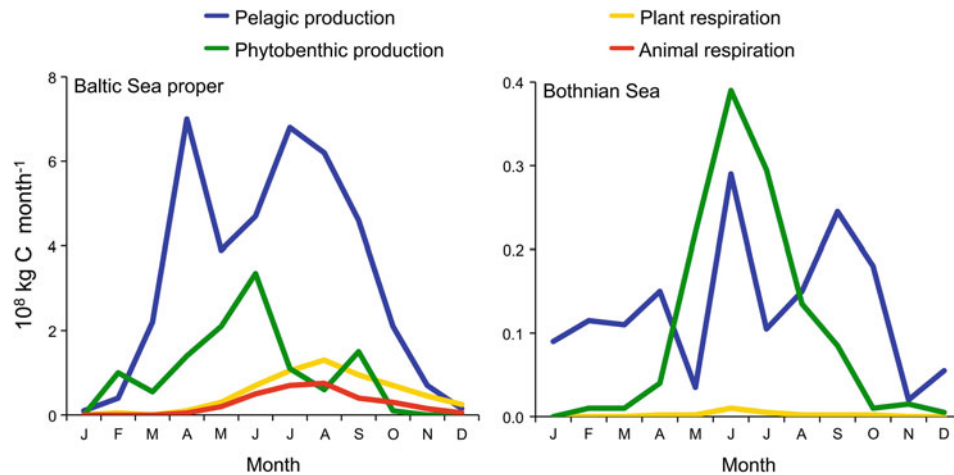 Pelagic production
Plant respiration
Phytobenthic production
Animal respiration
Baltic Sea proper
Bothnian Sea
10⁸ kg C month⁻¹
8
6
4
2
0
J F M A M J J A S O N D
Month
0.4
0.3
0.2
0.1
0.0
J F M A M J J A S O N D
Month